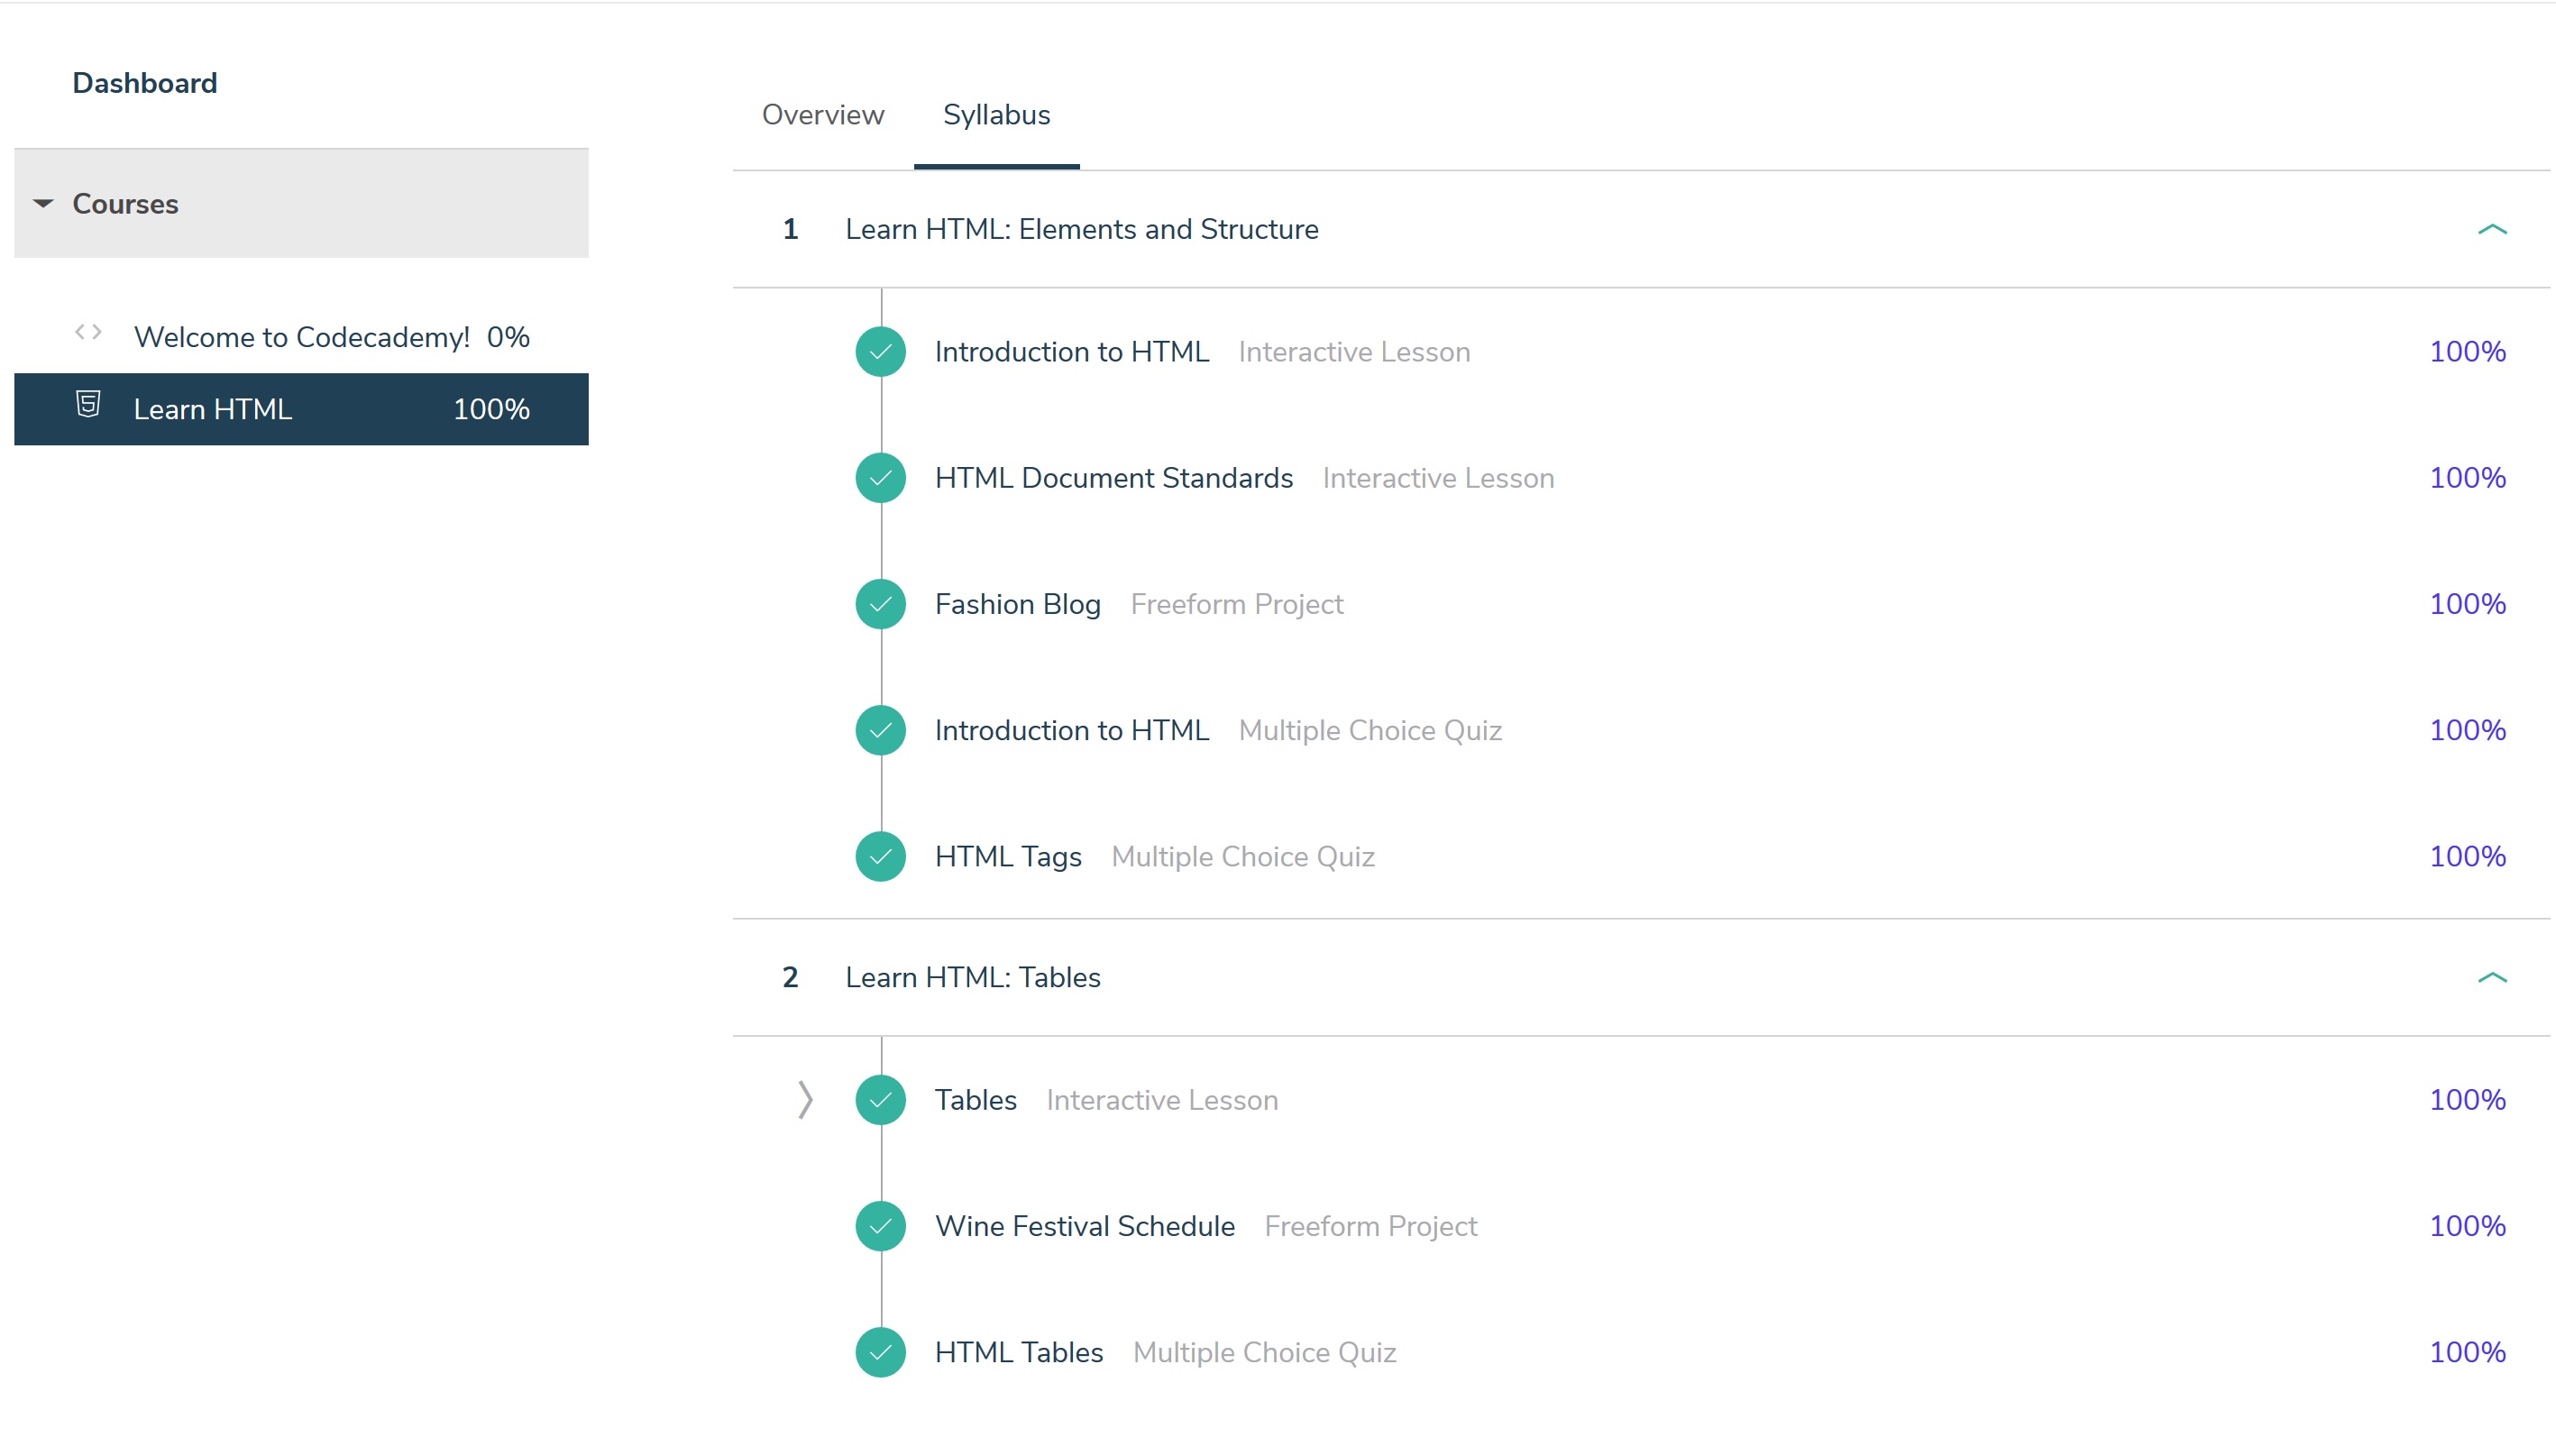 Dashboard
Courses
Welcome to Codecademy! 0%
Learn HTML 100%
Overview Syllabus
1 Learn HTML: Elements and Structure
Introduction to HTML Interactive Lesson 100%
HTML Document Standards Interactive Lesson 100%
Fashion Blog Freeform Project 100%
Introduction to HTML Multiple Choice Quiz 100%
HTML Tags Multiple Choice Quiz 100%
2 Learn HTML: Tables
Tables Interactive Lesson 100%
Wine Festival Schedule Freeform Project 100%
HTML Tables Multiple Choice Quiz 100%